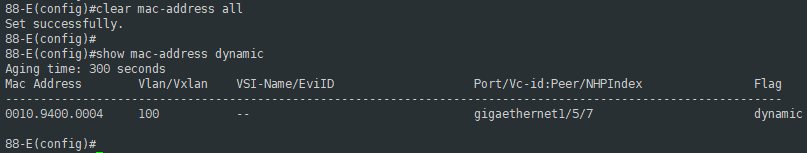 88-E(config)#clear mac-address all
Set successfully.
88-E(config)#
88-E(config)#show mac-address dynamic
Aging time: 300 seconds
Mac Address Vlan/Vxlan VSI-Name/EviID Port/Vc-id:Peer/NHPIndex Flag
---------------------------------------------------------------------------------------------------------------
0010.9400.0004 100 -- gigaethernet1/5/7 dynamic
88-E(config)#